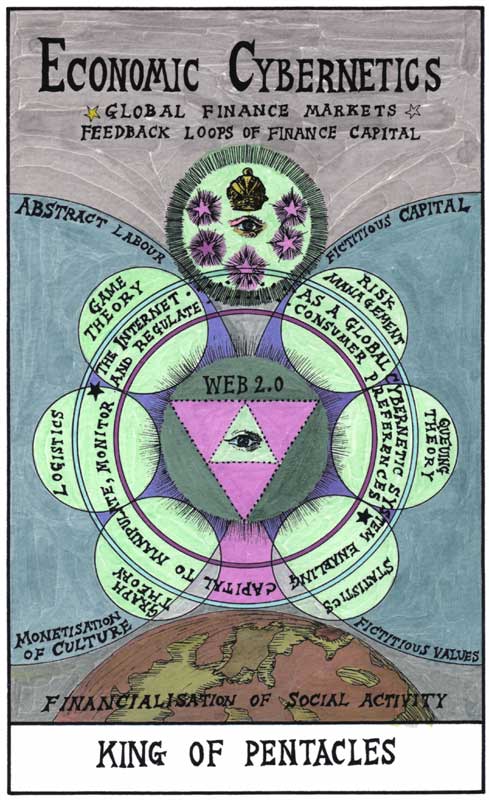 ECONOMIC CYBERNETICS
GLOBAL FINANCE MARKETS
FEEDBACK LOOPS OF FINANCE CAPITAL
ABSTRACT LABOUR
FICTITIOUS CAPITAL
GAME THEORY
RISK MANAGEMENT
THE INTERNET AS A GLOBAL CYBERNETIC SYSTEM ENABLING CAPITAL TO MANIPULATE, MONITOR AND REGULATE CONSUMER PREFERENCES
WEB 2.0
LOGISTICS
QUEUING THEORY
GRAPH THEORY
STATISTICS
MONETISATION OF CULTURE
FICTITIOUS VALUES
FINANCIALISATION OF SOCIAL ACTIVITY
KING OF PENTACLES